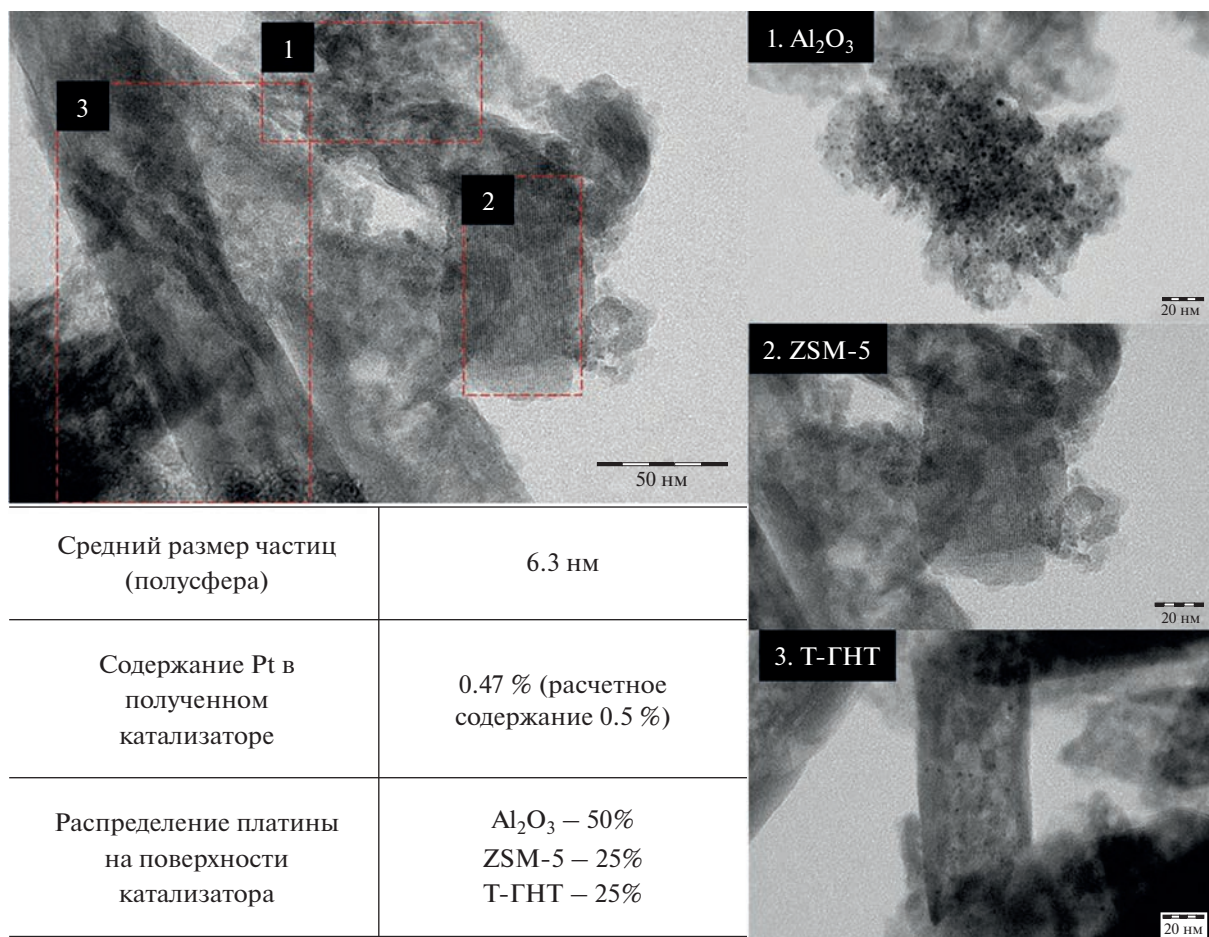 1
3
2
50 нм
1. Al₂O₃
20 нм
2. ZSM-5
20 нм
3. Т-ГНТ
20 нм
Средний размер частиц
(полусфера)
6.3 нм
Содержание Pt в
полученном
катализаторе
0.47 % (расчетное
содержание 0.5 %)
Распределение платины
на поверхности
катализатора
Al₂O₃ – 50%
ZSM-5 – 25%
Т-ГНТ – 25%